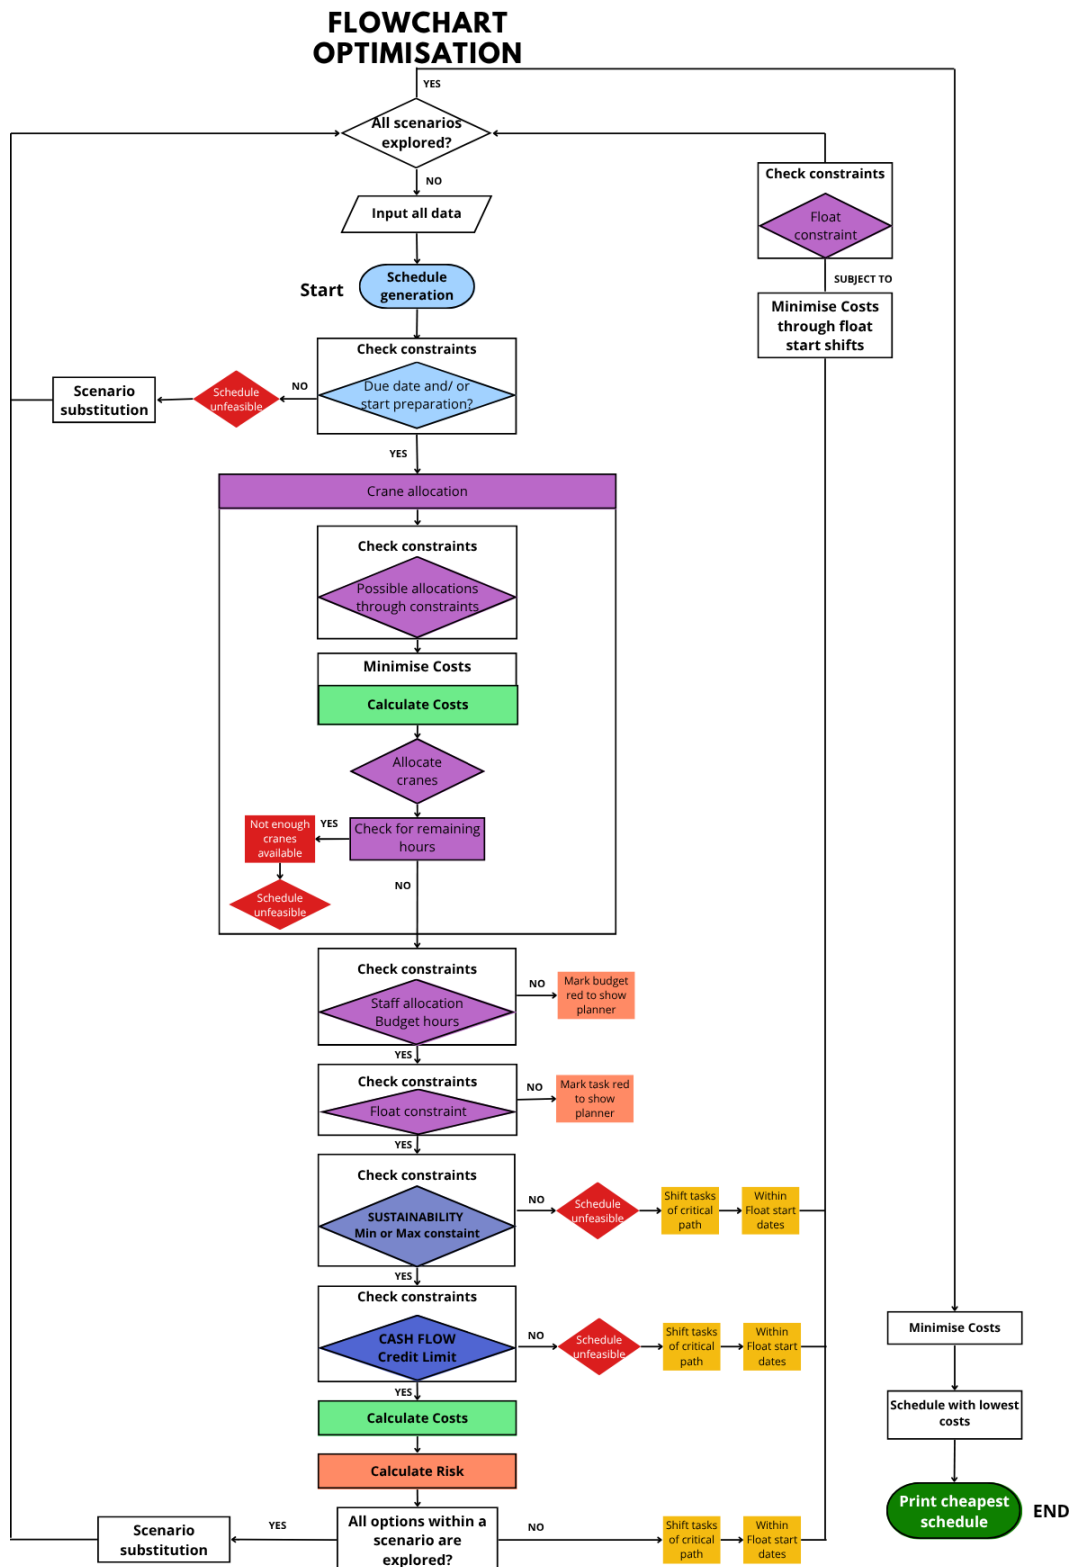 FLOWCHART
OPTIMISATION
YES
All scenarios
explored?
NO
Input all data
Start
Schedule
generation
Check constraints
Due date and/ or
start preparation?
NO
Schedule
unfeasible
Scenario
substitution
YES
Crane allocation
Check constraints
Possible allocations
through constraints
Minimise Costs
Calculate Costs
Allocate
cranes
Check for remaining
hours
YES
Not enough
cranes
available
Schedule
unfeasible
NO
Check constraints
Staff allocation
Budget hours
NO
Mark budget
red to show
planner
YES
Check constraints
Float constraint
NO
Mark task red
to show
planner
YES
Check constraints
SUSTAINABILITY
Min or Max constaint
NO
Schedule
unfeasible
Shift tasks
of critical
path
Within
Float start
dates
YES
Check constraints
CASH FLOW
Credit Limit
NO
Schedule
unfeasible
Shift tasks
of critical
path
Within
Float start
dates
YES
Calculate Costs
Calculate Risk
All options within a
scenario are
explored?
YES
Scenario
substitution
NO
Shift tasks
of critical
path
Within
Float start
dates
Check constraints
Float
constraint
SUBJECT TO
Minimise Costs
through float
start shifts
Minimise Costs
Schedule with lowest
costs
Print cheapest
schedule
END